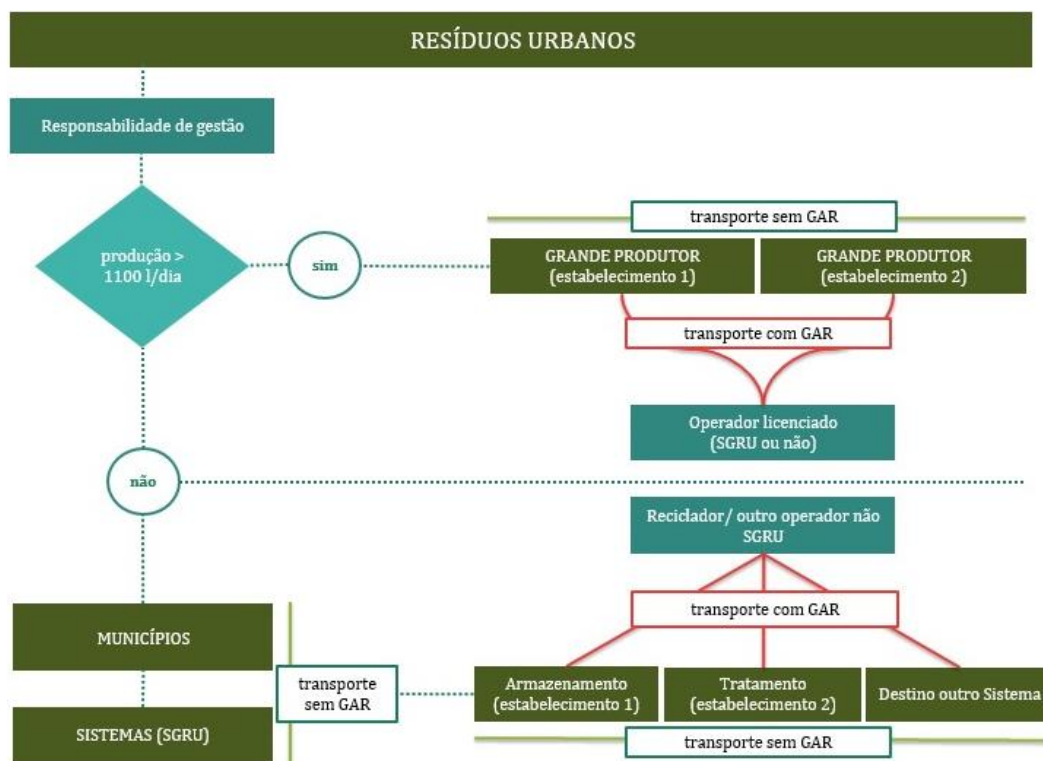 RESÍDUOS URBANOS
Responsabilidade de gestão
produção >
1100 l/dia
sim
transporte sem GAR
GRANDE PRODUTOR
(estabelecimento 1)
GRANDE PRODUTOR
(estabelecimento 2)
transporte com GAR
Operador licenciado
(SGRU ou não)
não
Reciclador/ outro operador não
SGRU
transporte com GAR
MUNICÍPIOS
transporte
sem GAR
Armazenamento
(estabelecimento 1)
Tratamento
(estabelecimento 2)
Destino outro Sistema
SISTEMAS (SGRU)
transporte sem GAR